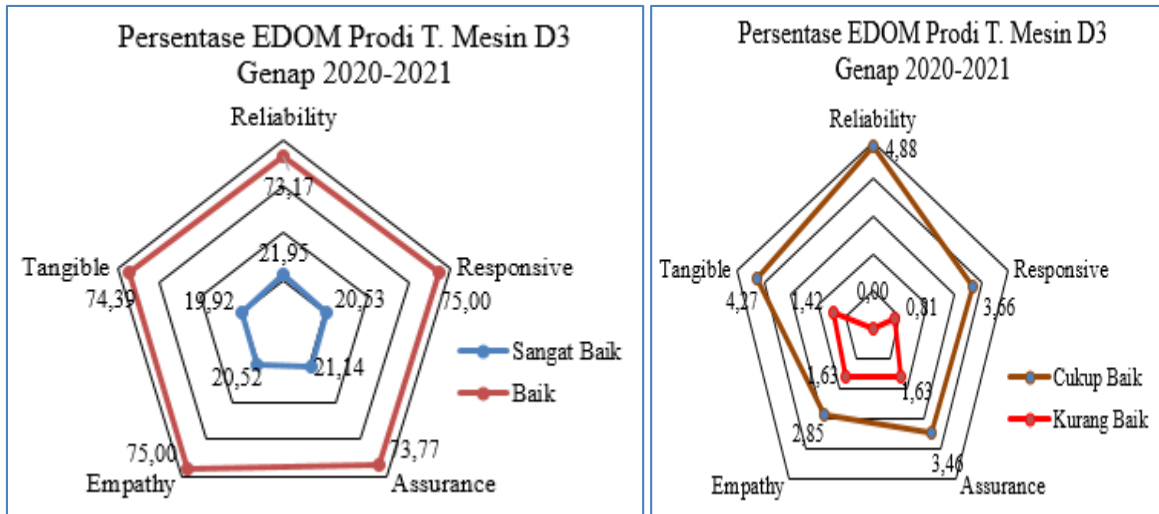 Persentase EDOM Prodi T. Mesin D3
Genap 2020-2021
Reliability
73,17
21,95
Tangible
74,39
19,92
20,53
Responsive
75,00
20,52
21,14
Sangat Baik
Baik
75,00
Empathy
73,77
Assurance
Persentase EDOM Prodi T. Mesin D3
Genap 2020-2021
Reliability
4,88
Tangible
4,27
1,42
0,00
0,81
Responsive
3,66
1,63
1,63
Cukup Baik
Kurang Baik
2,85
3,46
Empathy
Assurance